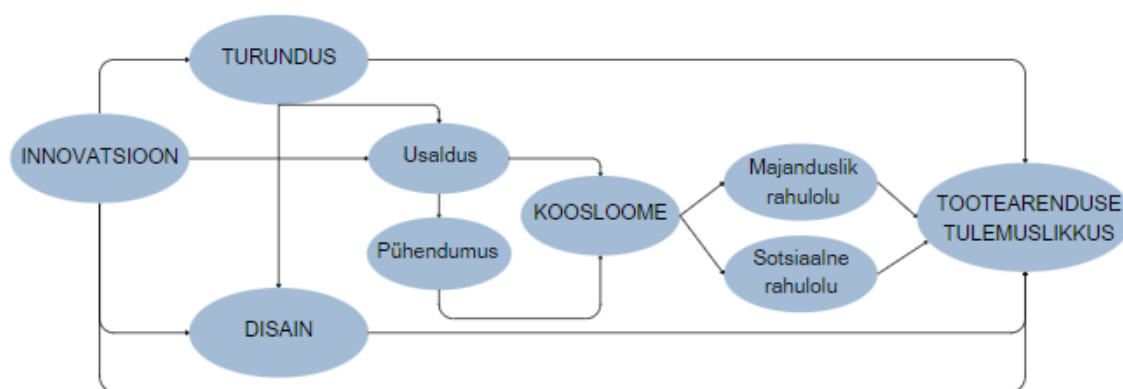 TURUNDUS
INNOVATSIOON
Usaldus
Pühendumus
KOOSLOOME
Majanduslik
rahulolu
Sotsiaalne
rahulolu
TOOTEARENDUSE
TULEMUSLIKKUS
DISAIN